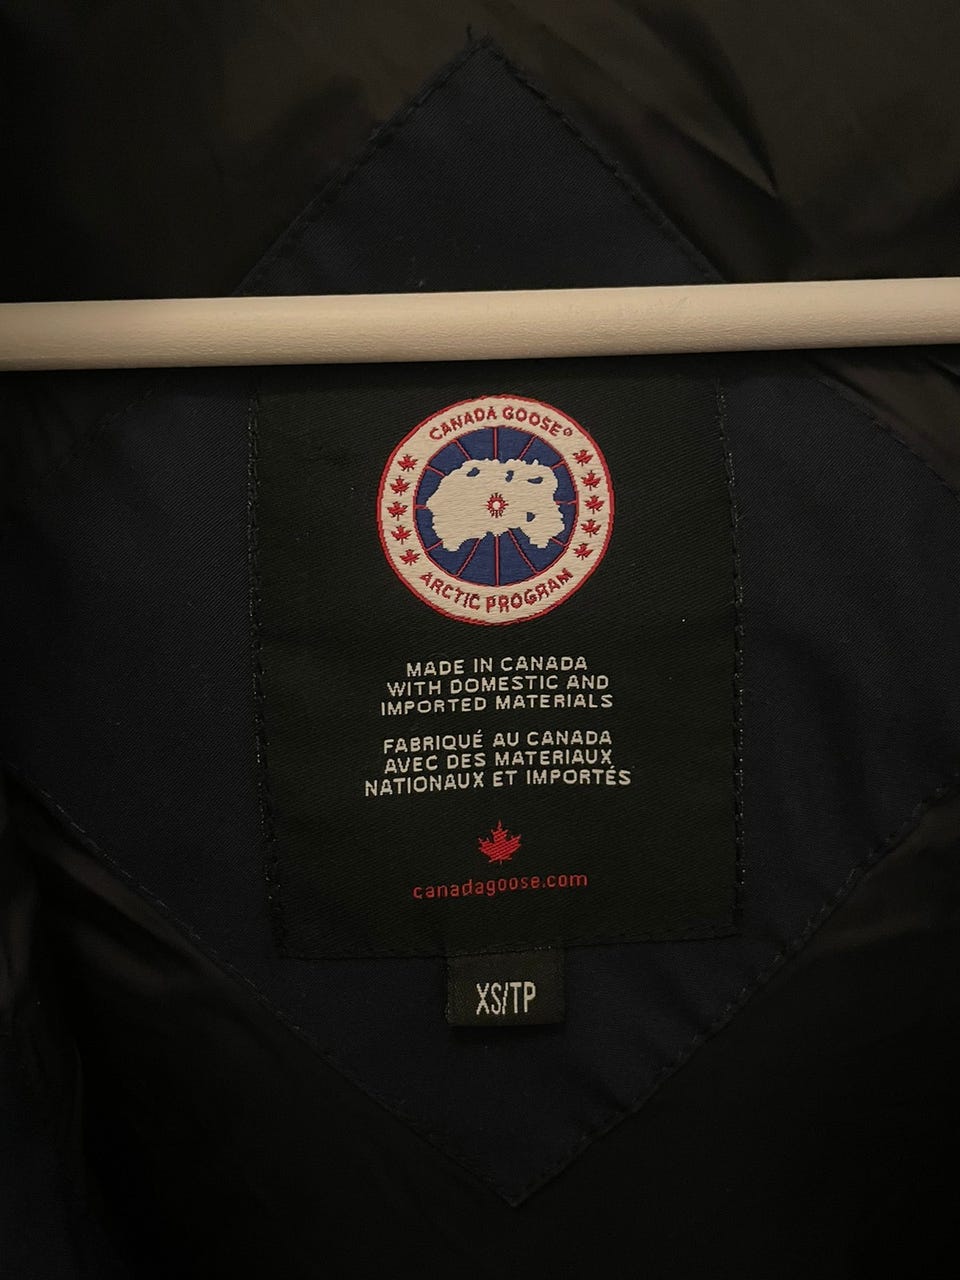 CANADA GOOSE®
ARCTIC PROGRAM
MADE IN CANADA
WITH DOMESTIC AND
IMPORTED MATERIALS
FABRIQUÉ AU CANADA
AVEC DES MATERIAUX
NATIONAUX ET IMPORTÉS
canadagoose.com
XS/TP